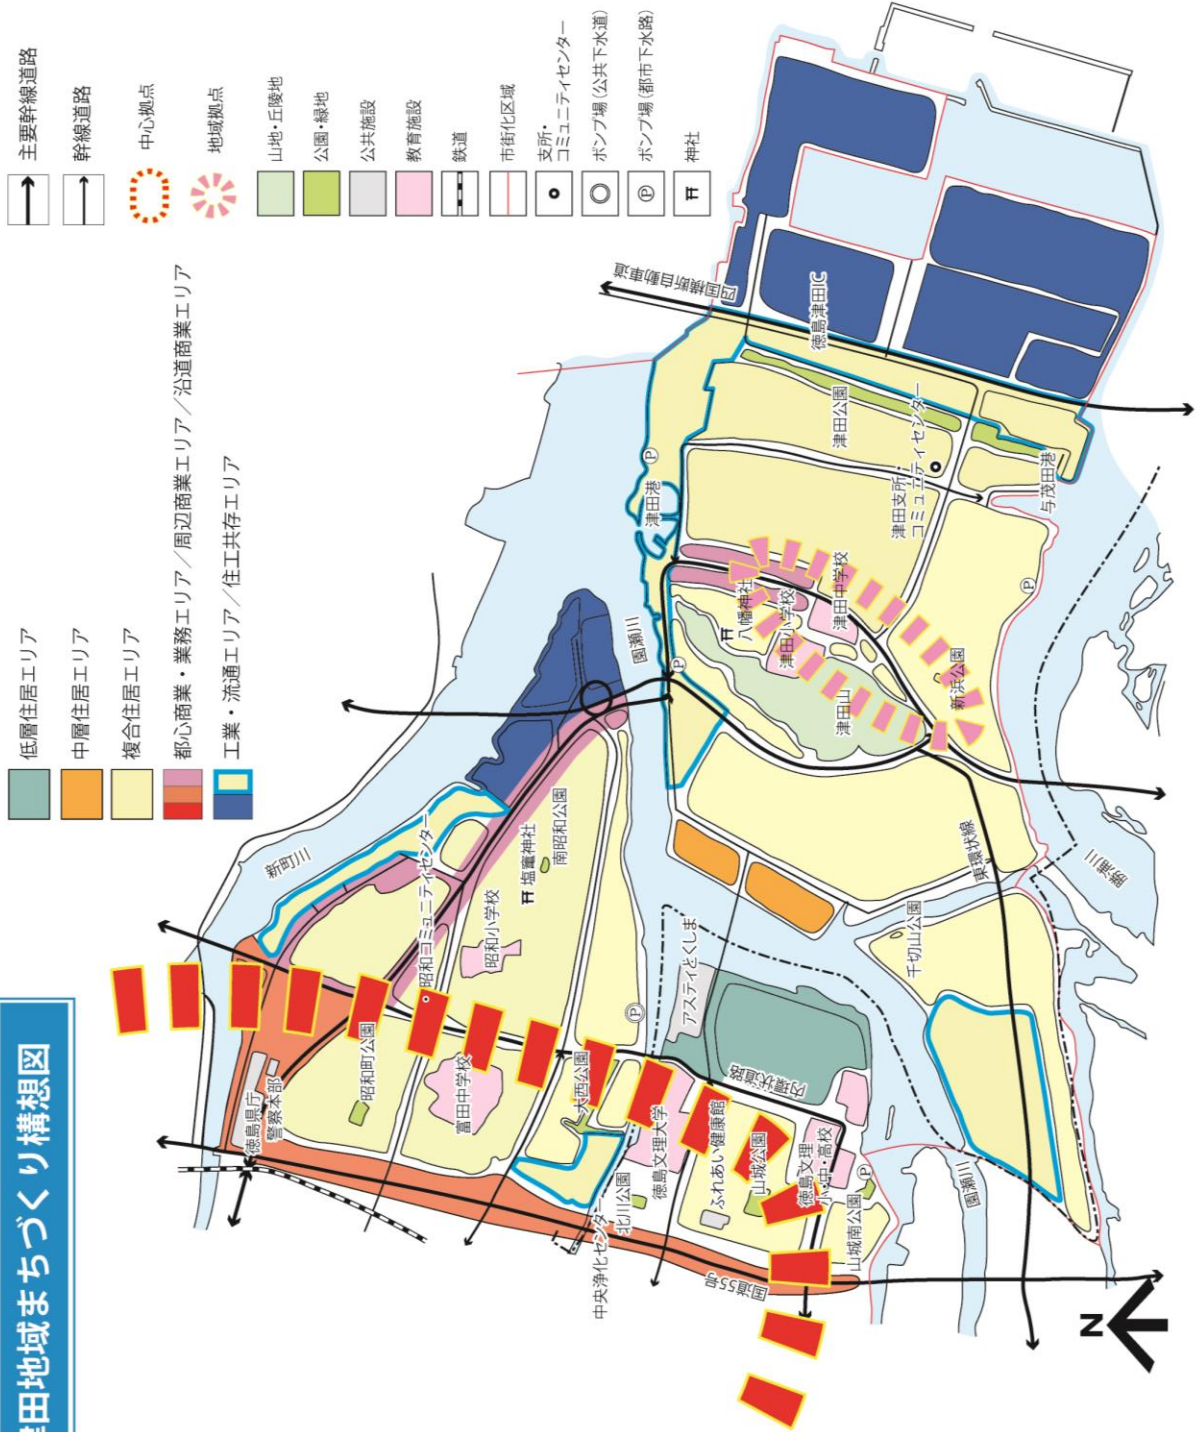 田地域まちづくり構想図
低層住居エリア
中層住居エリア
複合住居エリア
都心商業・業務エリア／周辺商業エリア／沿道商業エリア
工業・流通エリア／住工共存エリア
主要幹線道路
幹線道路
中心拠点
地域拠点
山地・丘陵地
公園・緑地
公共施設
教育施設
鉄道
市街化区域
支所・
コミュニティセンター
ポンプ場（公共下水道）
ポンプ場（都市下水路）
P
神社
新町川
徳島県庁
警察本部
昭和町公園
富田中学校
大西公園
昭和コミュニティセンター
昭和小学校
塩竈神社
南昭和公園
園瀬川
津田港
P
P
四国横断自動車道
徳島津田IC
津田公園
津田支所・
コミュニティセンター
与茂田港
八幡神社
津田小学校
津田中学校
津田山
新浜公園
P
P
アスティとくしま
内環状道路
中央浄化センター
北川公園
徳島文理大学
ふれあい健康館
山城公園
徳島文理
小・中・高校
山城南公園
P
国道55号
千切山公園
東環状線
勝浦川
園瀬川
N